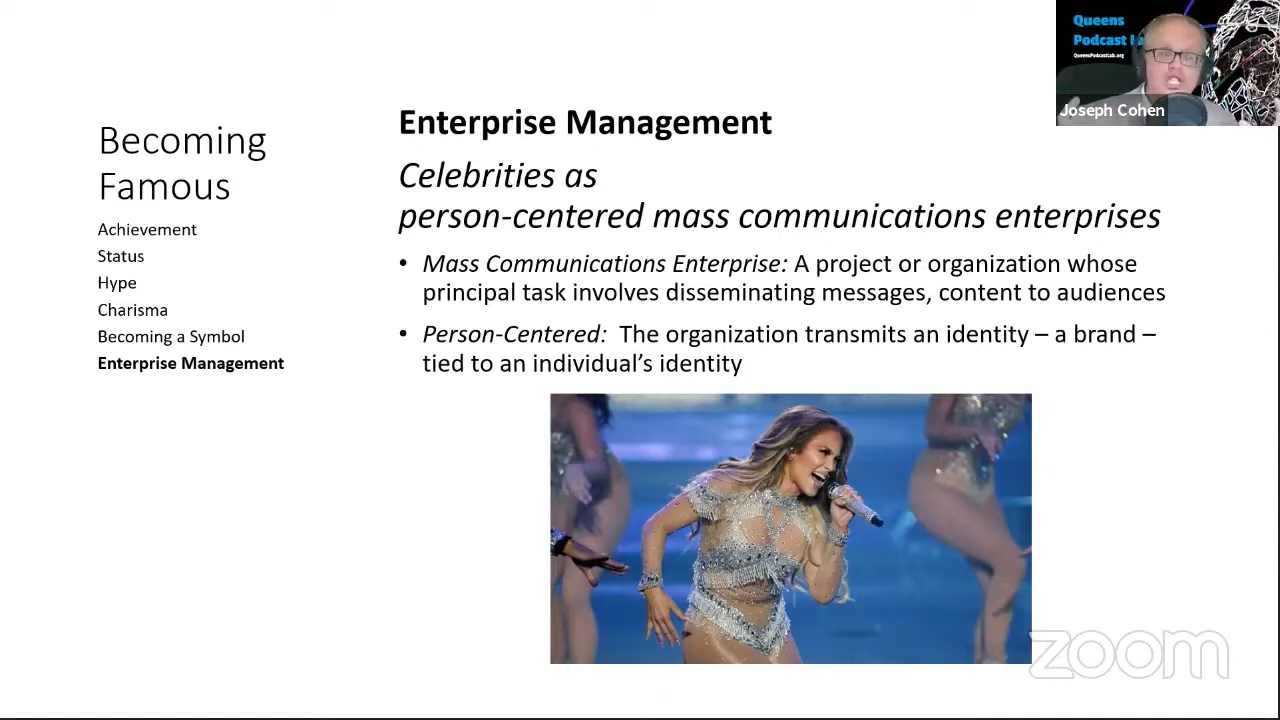 Queens
Podcast La
QueensPodcastLab.org
Joseph Cohen
Becoming
Famous
Achievement
Status
Hype
Charisma
Becoming a Symbol
Enterprise Management
Enterprise Management
Celebrities as
person-centered mass communications enterprises
• Mass Communications Enterprise: A project or organization whose
principal task involves disseminating messages, content to audiences
• Person-Centered: The organization transmits an identity – a brand –
tied to an individual’s identity
zoom